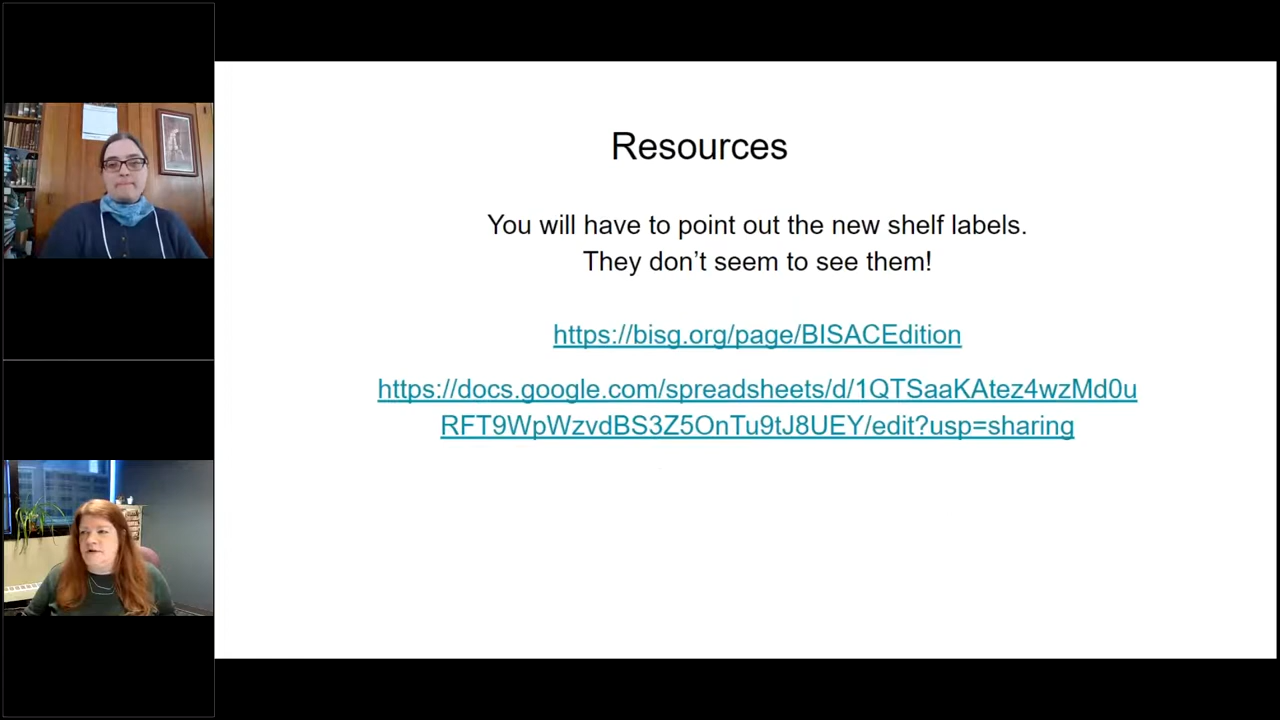 Resources
You will have to point out the new shelf labels.
They don’t seem to see them!
https://bisg.org/page/BISACEdition
https://docs.google.com/spreadsheets/d/1QTSaaKAtez4wzMd0u
RFT9WpWzvdBS3Z5OnTu9tJ8UEY/edit?usp=sharing